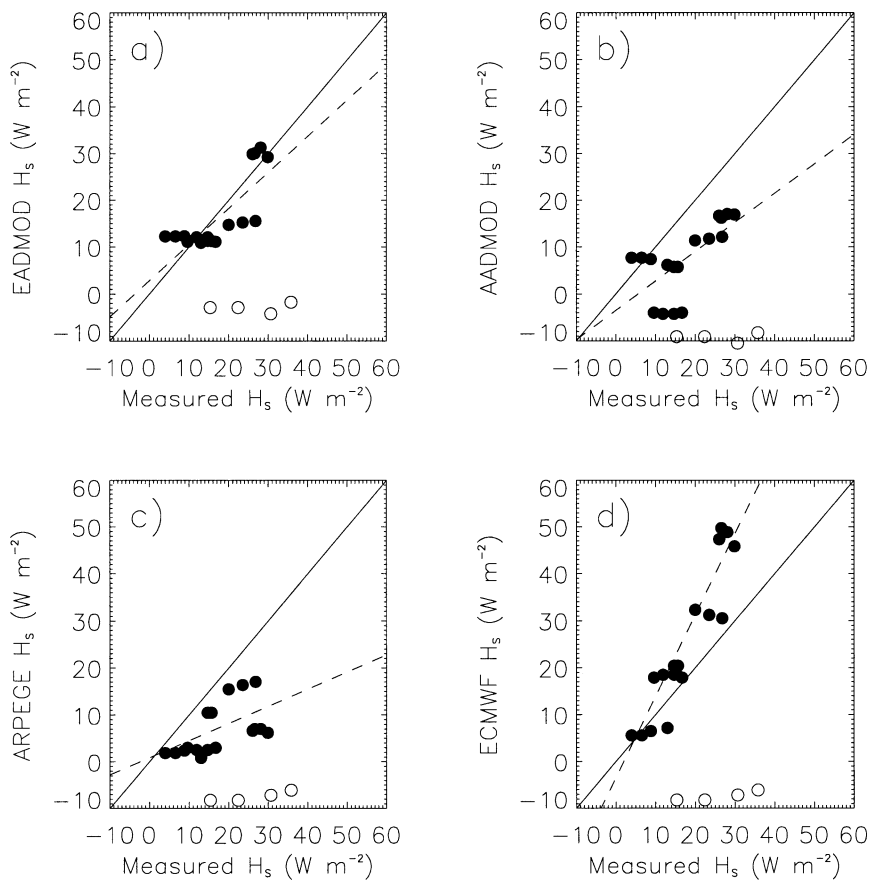 a)
60
50
40
30
20
10
0
−10
EADMOD Hₛ (W m⁻²)
−10 0 10 20 30 40 50 60
Measured Hₛ (W m⁻²)
b)
60
50
40
30
20
10
0
−10
AADMOD Hₛ (W m⁻²)
−10 0 10 20 30 40 50 60
Measured Hₛ (W m⁻²)
c)
60
50
40
30
20
10
0
−10
ARPEGE Hₛ (W m⁻²)
−10 0 10 20 30 40 50 60
Measured Hₛ (W m⁻²)
d)
60
50
40
30
20
10
0
−10
ECMWF Hₛ (W m⁻²)
−10 0 10 20 30 40 50 60
Measured Hₛ (W m⁻²)